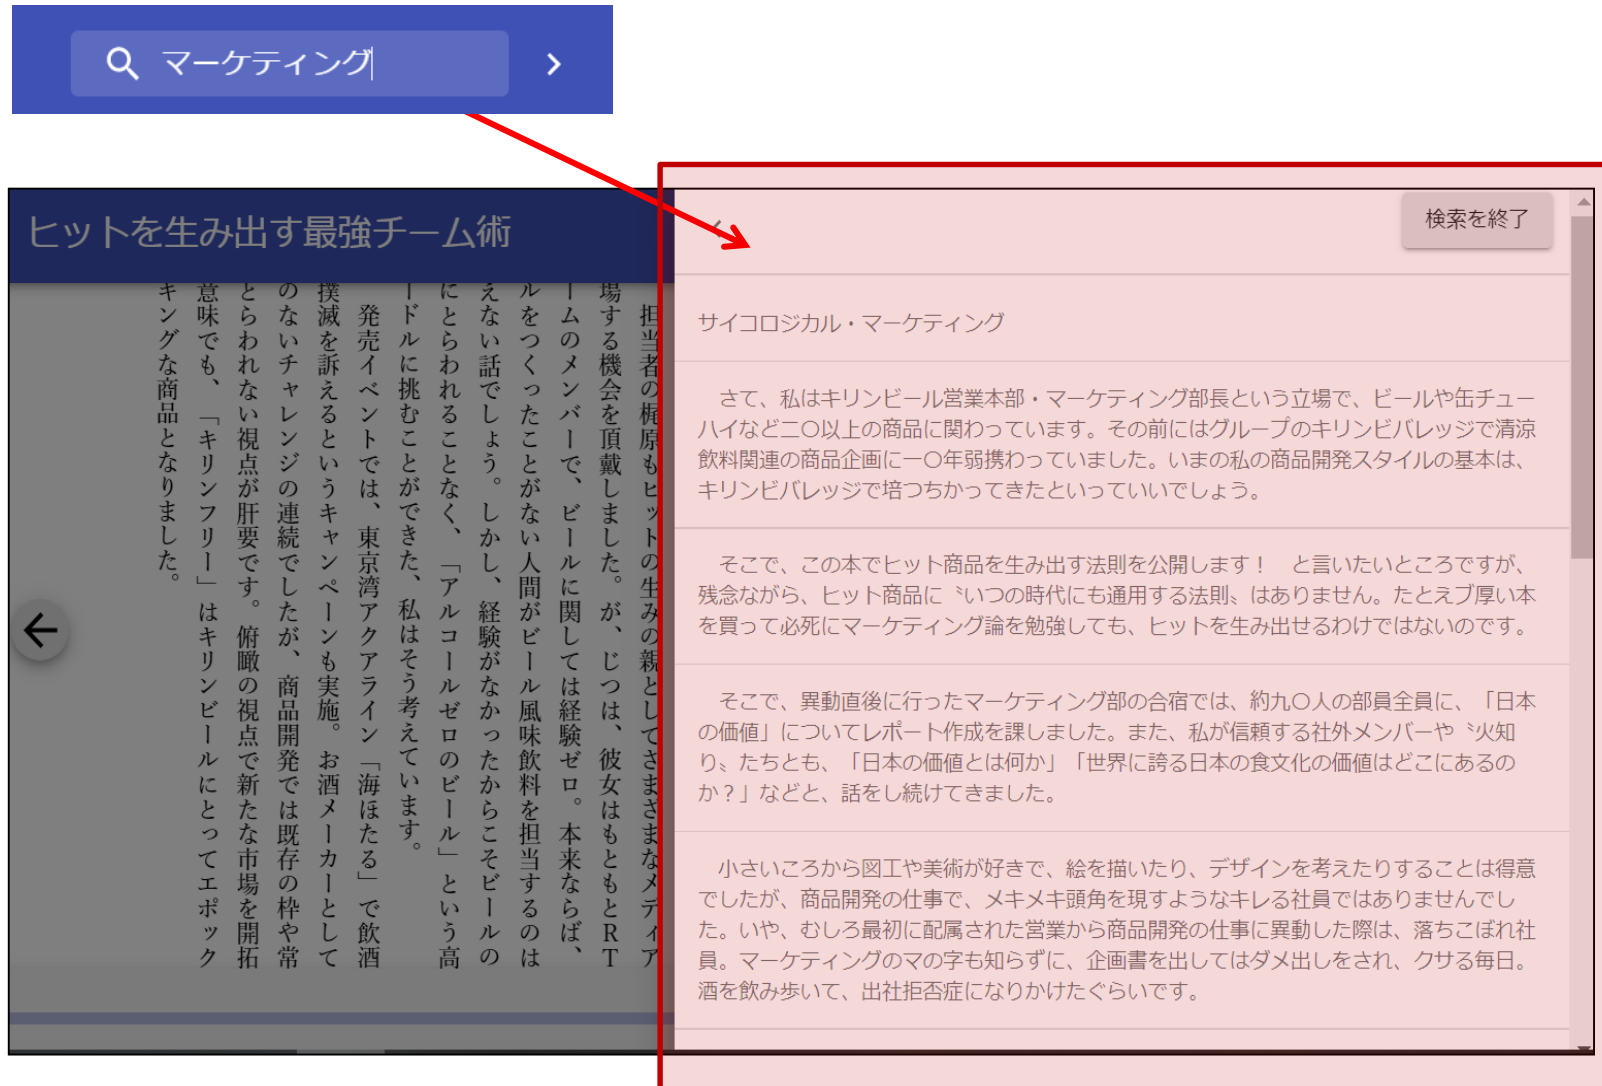 マーケティング
ヒットを生み出す最強チーム術
担当者の梶原もヒットの生みの親としてさまざまなメディア
場する機会を頂戴しました。が、じつは、彼女はもともとRT
ームのメンバーで、ビールに関しては経験ゼロ。本来ならば、
ルをつくったことがない人間がビール風味飲料を担当するのは
えない話でしょう。しかし、経験がなかったからこそビールの
にとらわれることなく、「アルコールゼロのビール」という高
ードルに挑むことができた、私はそう考えています。
発売イベントでは、東京湾アクアライン「海ほたる」で飲酒
撲滅を訴えるというキャンペーンも実施。お酒メーカーとして
のないチャレンジの連続でしたが、商品開発では既存の枠や常
とらわれない視点が肝要です。俯瞰の視点で新たな市場を開拓
意味でも、「キリンフリー」はキリンビールにとってエポック
キングな商品となりました。
検索を終了
サイコロジカル・マーケティング
さて、私はキリンビール営業本部・マーケティング部長という立場で、ビールや缶チュー
ハイなど二〇以上の商品に関わっています。その前にはグループのキリンビバレッジで清涼
飲料関連の商品企画に一〇年弱携わっていました。いまの私の商品開発スタイルの基本は、
キリンビバレッジで培つちかってきたといっていいでしょう。
そこで、この本でヒット商品を生み出す法則を公開します！　と言いたいところですが、
残念ながら、ヒット商品に〝いつの時代にも通用する法則〟はありません。たとえブ厚い本
を買って必死にマーケティング論を勉強しても、ヒットを生み出せるわけではないのです。
そこで、異動直後に行ったマーケティング部の合宿では、約九〇人の部員全員に、「日本
の価値」についてレポート作成を課しました。また、私が信頼する社外メンバーや〝火知
り〟たちとも、「日本の価値とは何か」「世界に誇る日本の食文化の価値はどこにあるの
か？」などと、話をし続けてきました。
小さいころから図工や美術が好きで、絵を描いたり、デザインを考えたりすることは得意
でしたが、商品開発の仕事で、メキメキ頭角を現すようなキレる社員ではありませんでし
た。いや、むしろ最初に配属された営業から商品開発の仕事に異動した際は、落ちこぼれ社
員。マーケティングのマの字も知らずに、企画書を出してはダメ出しをされ、クサる毎日。
酒を飲み歩いて、出社拒否症になりかけたぐらいです。